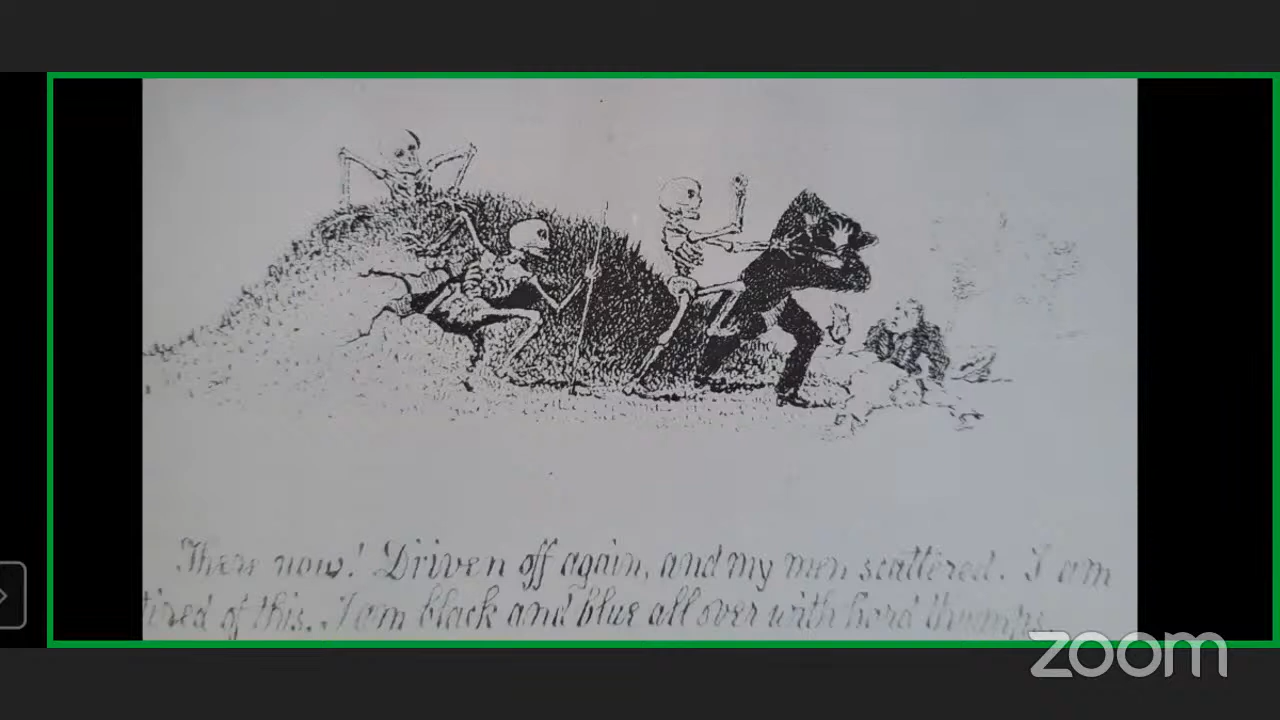 There now! Driven off again, and my men scattered. I am
tired of this. I am black and blue all over with hard thumps.
zoom